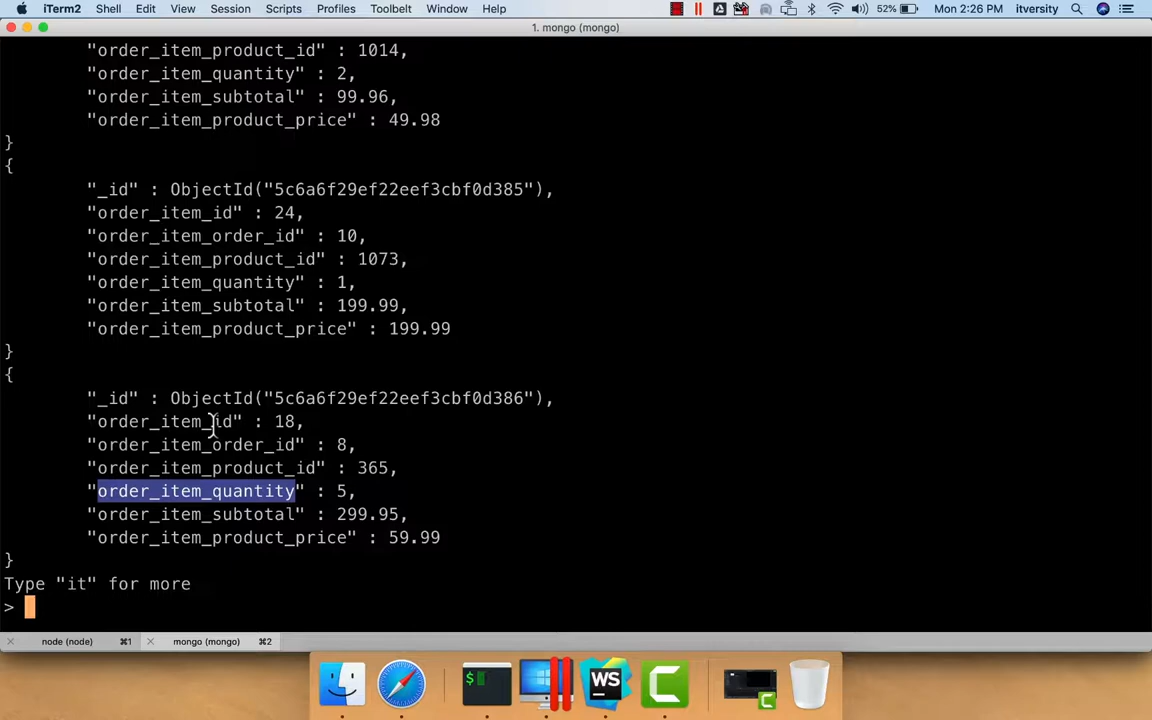 iTerm2 Shell Edit View Session Scripts Profiles Toolbelt Window Help 52% Mon 2:26 PM itversity
1. mongo (mongo)
"order_item_product_id" : 1014,
"order_item_quantity" : 2,
"order_item_subtotal" : 99.96,
"order_item_product_price" : 49.98
}
{
"_id" : ObjectId("5c6a6f29ef22eef3cbf0d385"),
"order_item_id" : 24,
"order_item_order_id" : 10,
"order_item_product_id" : 1073,
"order_item_quantity" : 1,
"order_item_subtotal" : 199.99,
"order_item_product_price" : 199.99
}
{
"_id" : ObjectId("5c6a6f29ef22eef3cbf0d386"),
"order_item_id" : 18,
"order_item_order_id" : 8,
"order_item_product_id" : 365,
"order_item_quantity" : 5,
"order_item_subtotal" : 299.95,
"order_item_product_price" : 59.99
}
Type "it" for more
>
node (node) ⌘1 mongo (mongo) ⌘2
$ WS C